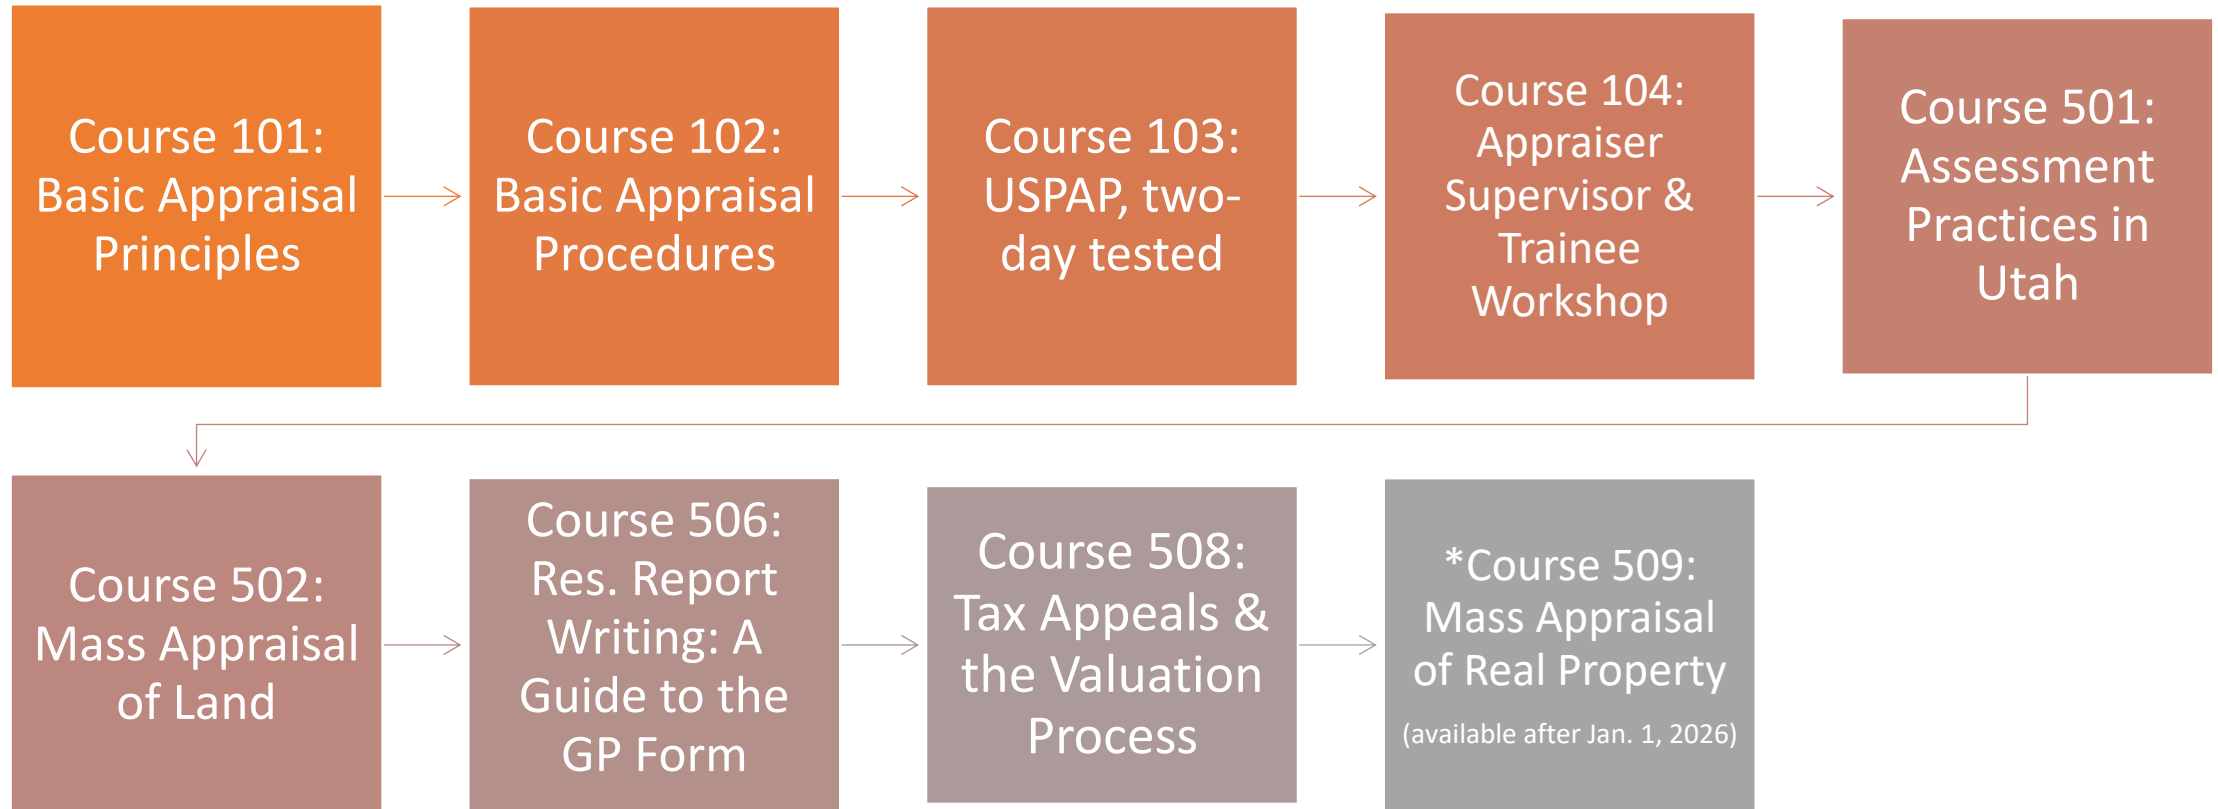 Course 101:
Basic Appraisal
Principles
Course 102:
Basic Appraisal
Procedures
Course 103:
USPAP, two-
day tested
Course 104:
Appraiser
Supervisor &
Trainee
Workshop
Course 501:
Assessment
Practices in
Utah
Course 502:
Mass Appraisal
of Land
Course 506:
Res. Report
Writing: A
Guide to the
GP Form
Course 508:
Tax Appeals &
the Valuation
Process
*Course 509:
Mass Appraisal
of Real Property
(available after Jan. 1, 2026)